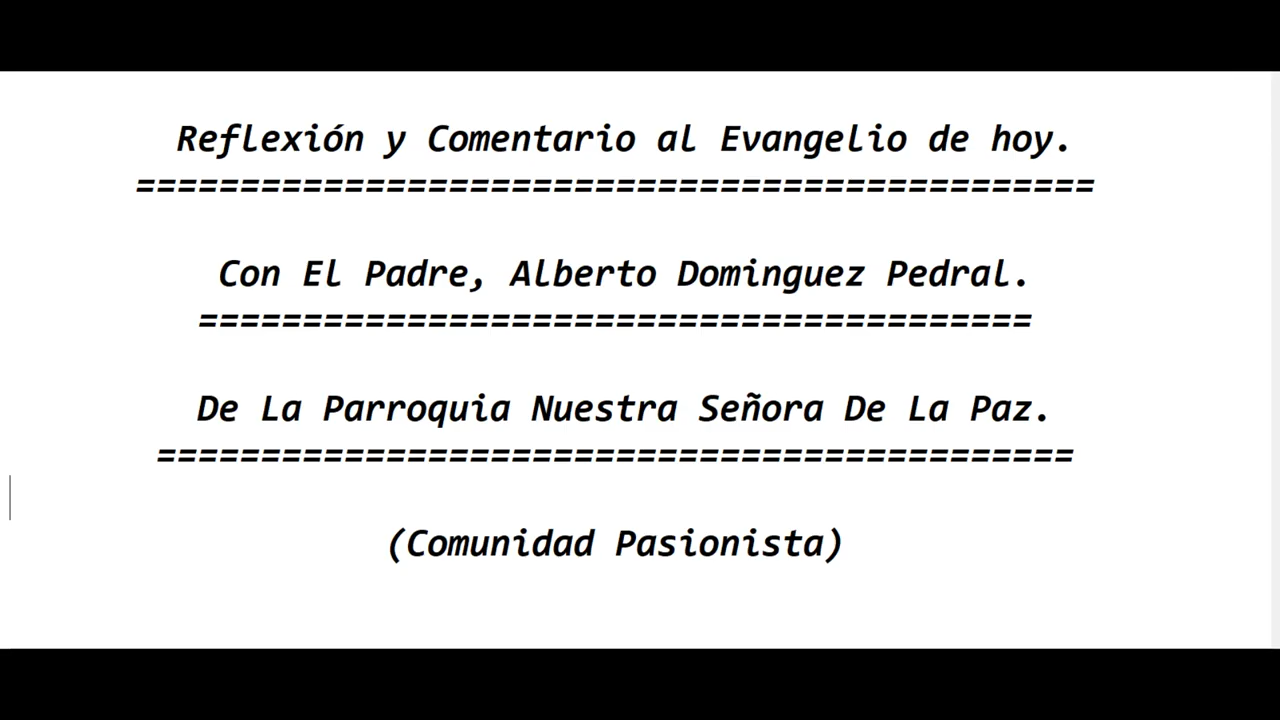 Reflexión y Comentario al Evangelio de hoy.
==============================================
Con El Padre, Alberto Dominguez Pedral.
========================================
De La Parroquia Nuestra Señora De La Paz.
============================================
(Comunidad Pasionista)